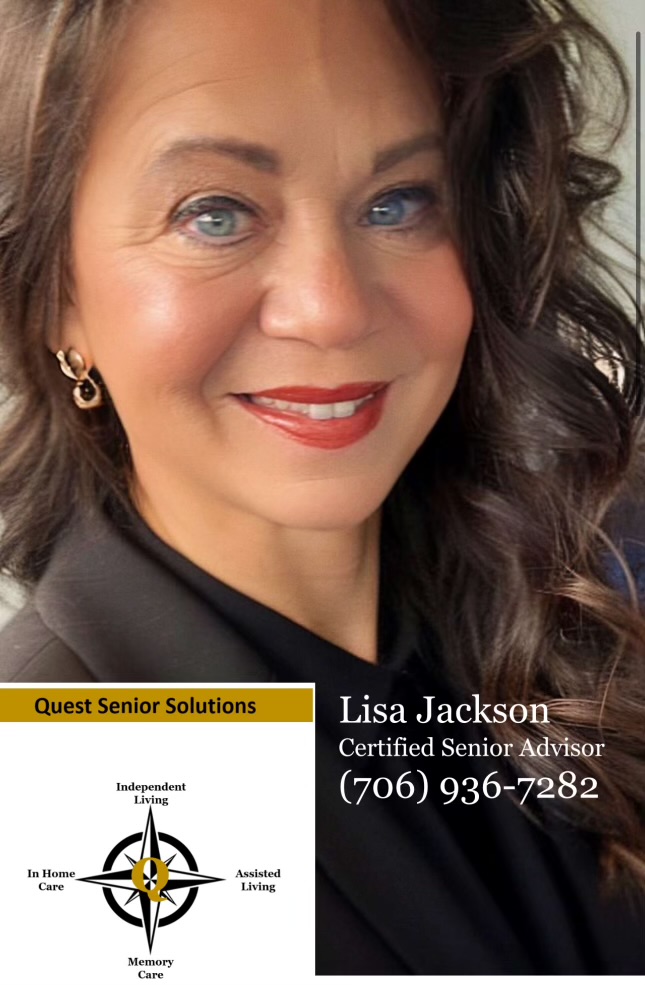 Quest Senior Solutions
Lisa Jackson
Certified Senior Advisor
(706) 936-7282
Independent
Living
In Home
Care
Q
Assisted
Living
Memory
Care